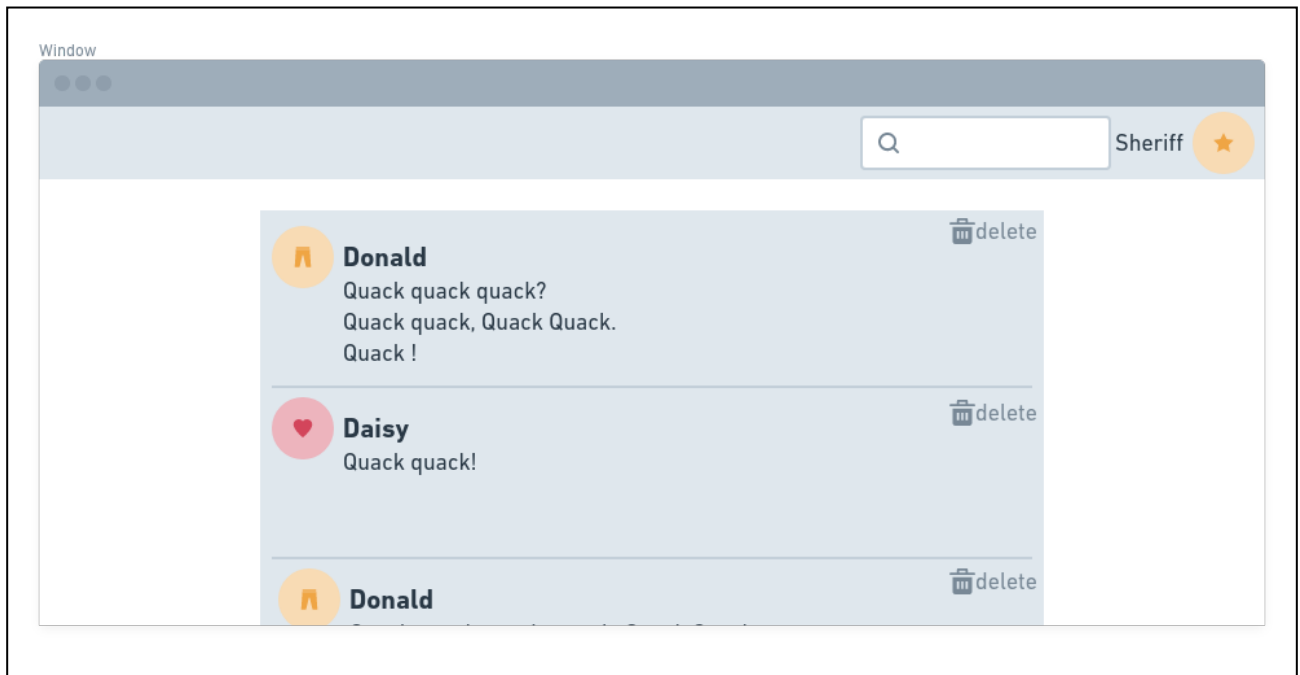 Window
Sheriff
delete
Donald
Quack quack quack?
Quack quack, Quack Quack.
Quack !
delete
Daisy
Quack quack!
delete
Donald